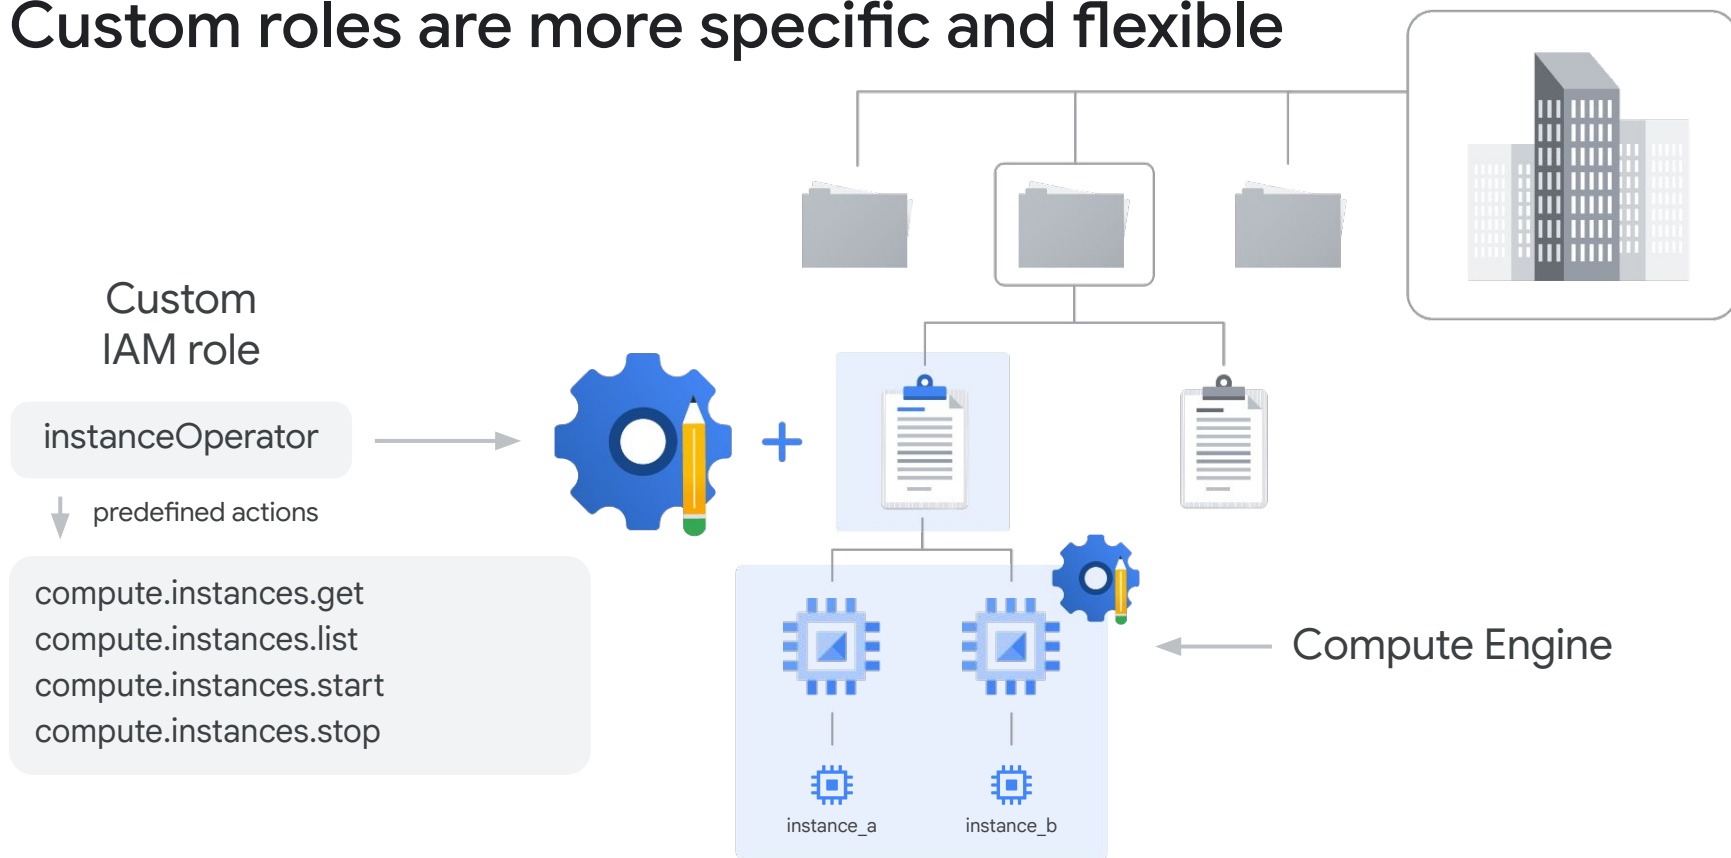 Custom roles are more specific and flexible
Custom
IAM role
instanceOperator
predefined actions
compute.instances.get
compute.instances.list
compute.instances.start
compute.instances.stop
Compute Engine
instance_a
instance_b